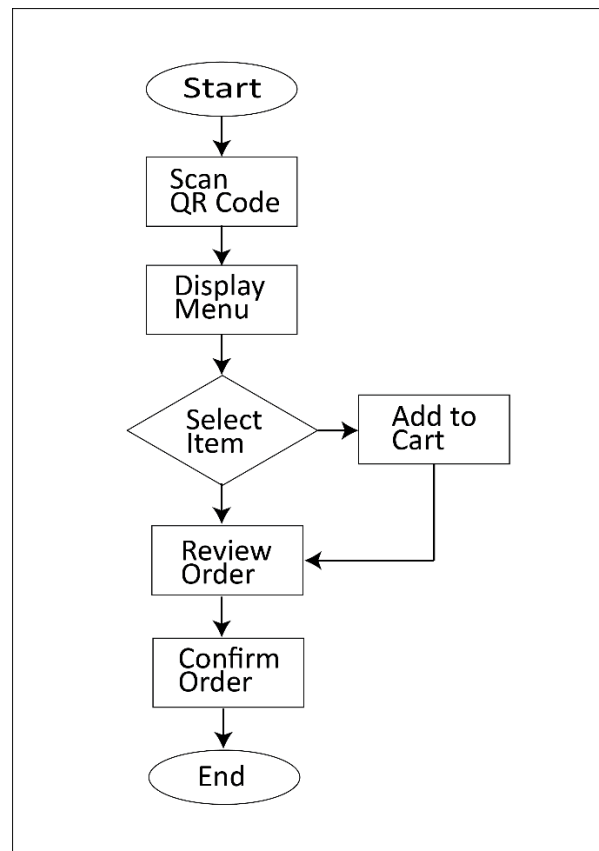 Start
Scan
QR Code
Display
Menu
Select
Item
Add to
Cart
Review
Order
Confirm
Order
End